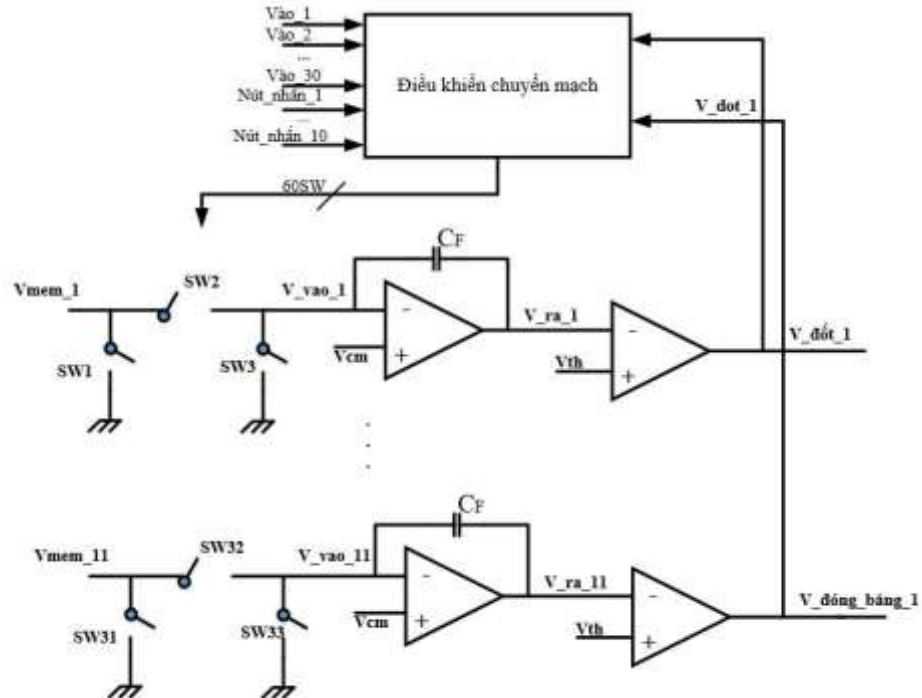 Vào_1
Vào_2
...
Vào_30
Nút_nhấn_1
...
Nút_nhấn_10
Điều khiển chuyển mạch
V_dot_1
60SW
CF
SW2
Vmem_1
V_vao_1
-
V_ra_1
-
V_đốt_1
SW1
SW3
Vcm
+
Vth
+
CF
SW32
Vmem_11
V_vao_11
-
V_ra_11
-
V_đóng_băng_1
SW31
SW33
Vcm
+
Vth
+